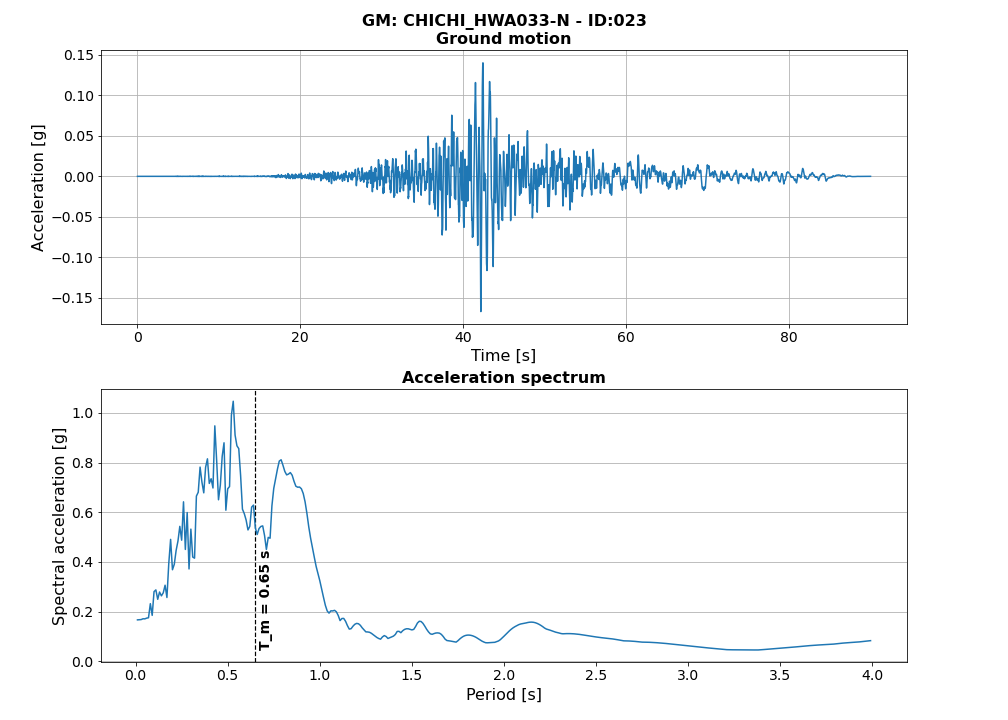 GM: CHICHI_HWA033-N - ID:023
Ground motion
0.15
0.10
0.05
0.00
−0.05
−0.10
−0.15
Acceleration [g]
0 20 40 60 80
Time [s]
Acceleration spectrum
1.0
0.8
0.6
0.4
0.2
0.0
Spectral acceleration [g]
T_m = 0.65 s
0.0 0.5 1.0 1.5 2.0 2.5 3.0 3.5 4.0
Period [s]